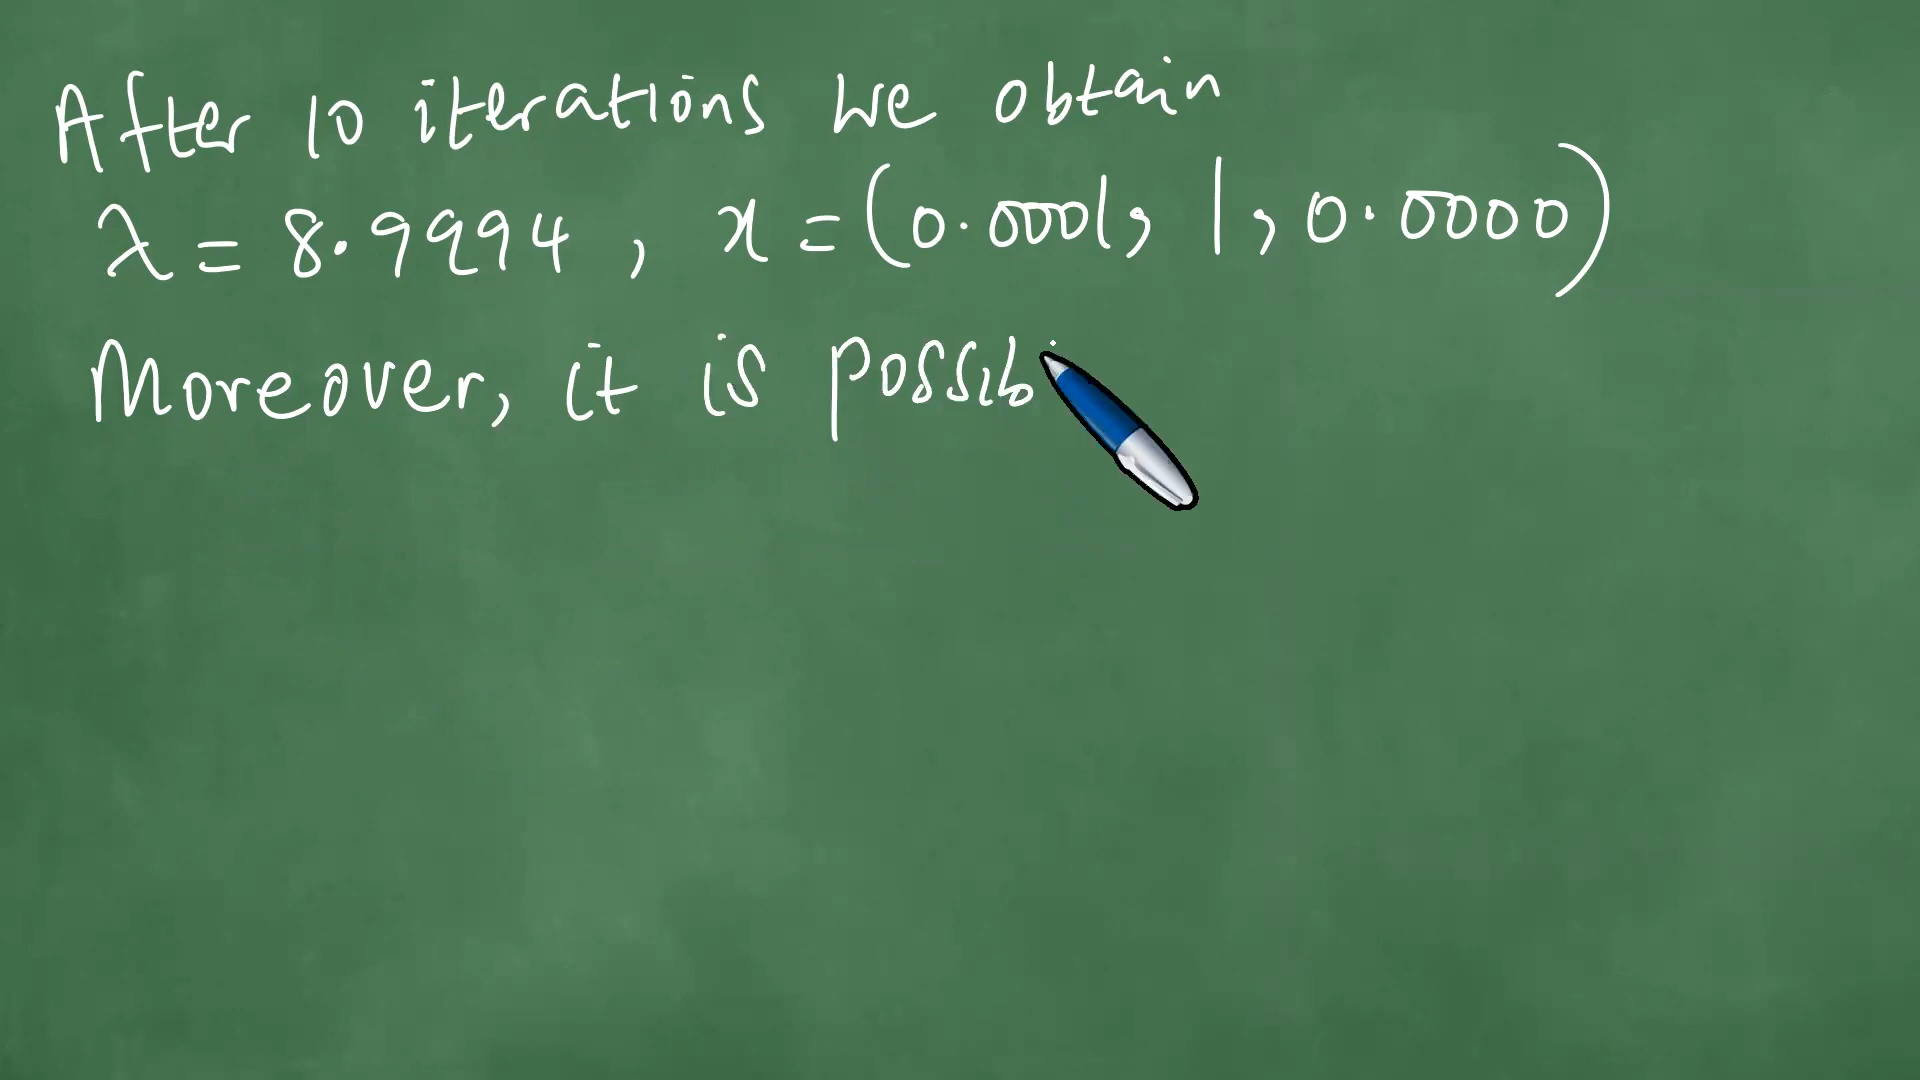 After 10 iterations we obtain
λ = 8.9994, x = (0.0001, 1, 0.0000)
Moreover, it is possib